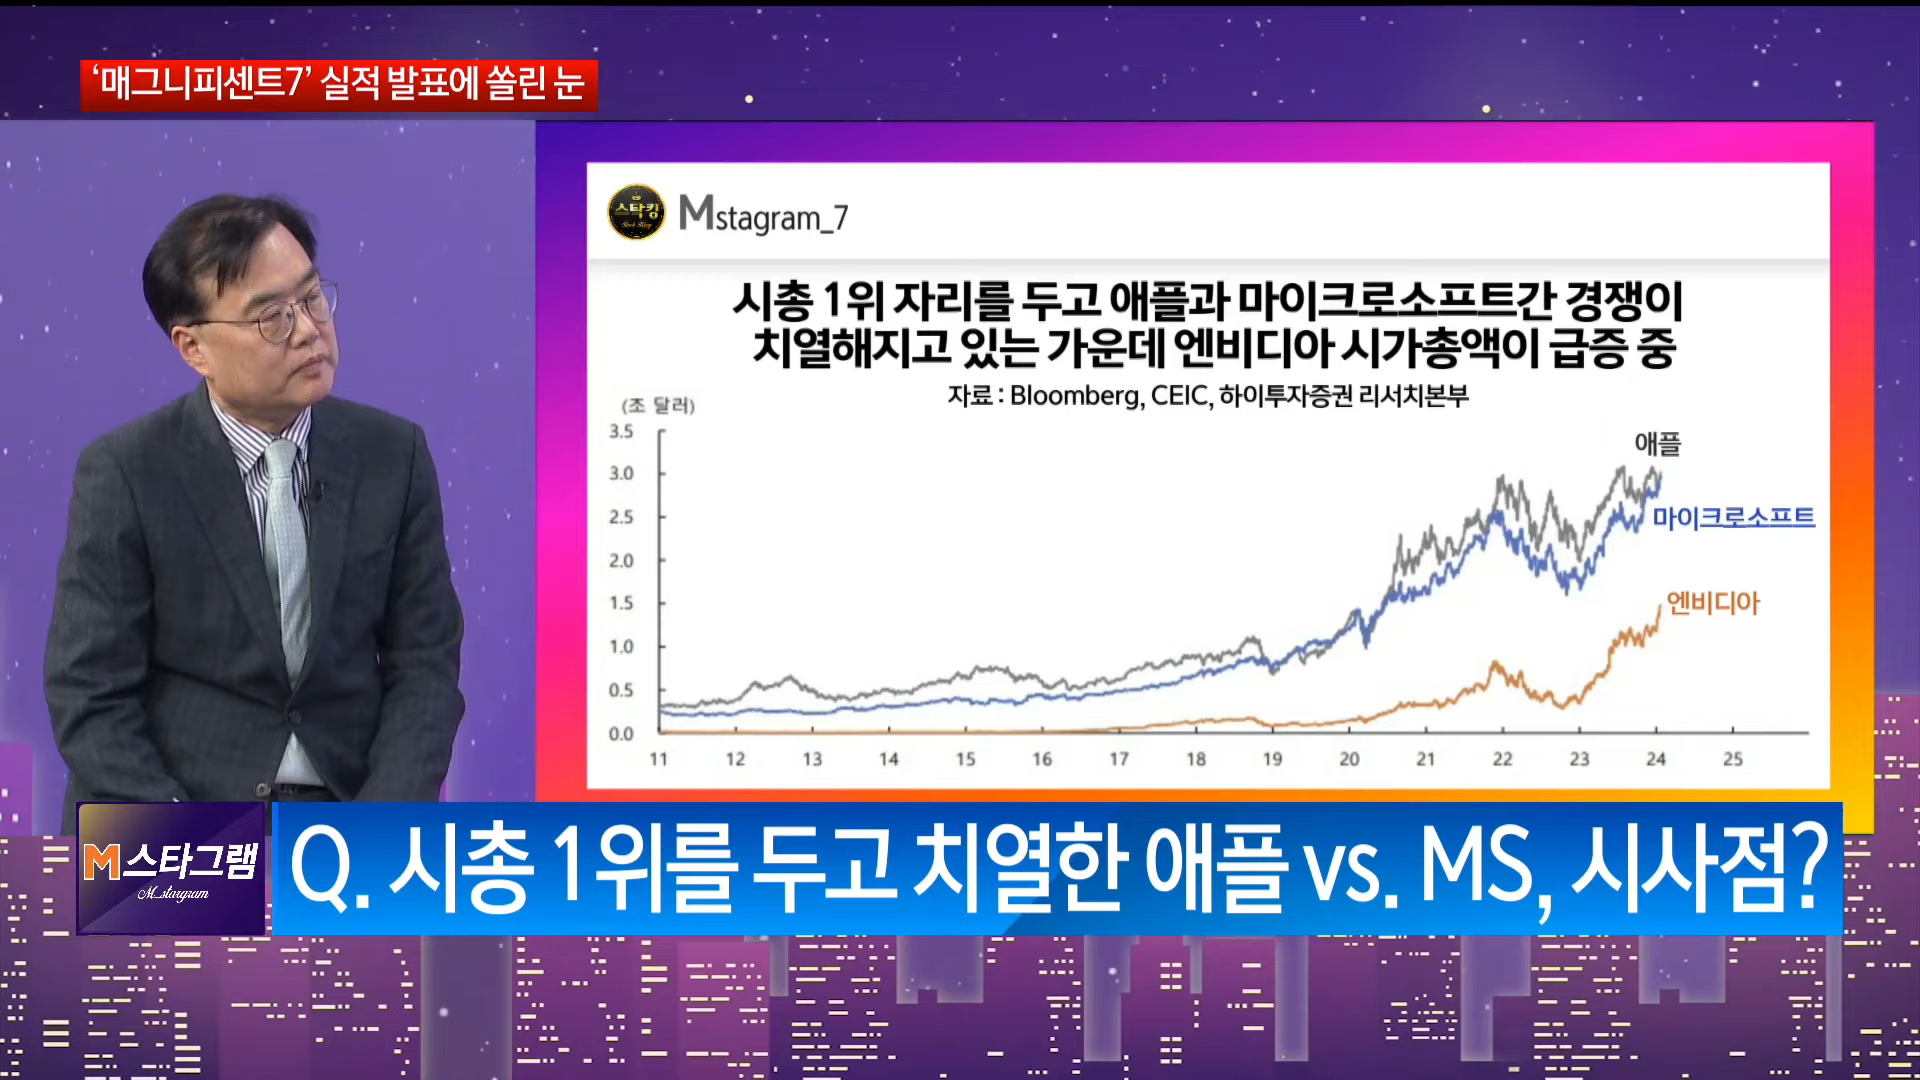 ‘매그니피센트7’ 실적 발표에 쏠린 눈
스탁킹
Stock King
Mstagram_7
시총 1위 자리를 두고 애플과 마이크로소프트간 경쟁이
치열해지고 있는 가운데 엔비디아 시가총액이 급증 중
자료 : Bloomberg, CEIC, 하이투자증권 리서치본부
(조 달러)
3.5
3.0
2.5
2.0
1.5
1.0
0.5
0.0
애플
마이크로소프트
엔비디아
11 12 13 14 15 16 17 18 19 20 21 22 23 24 25
M스타그램
M_stargram
Q. 시총 1위를 두고 치열한 애플 vs. MS, 시사점?